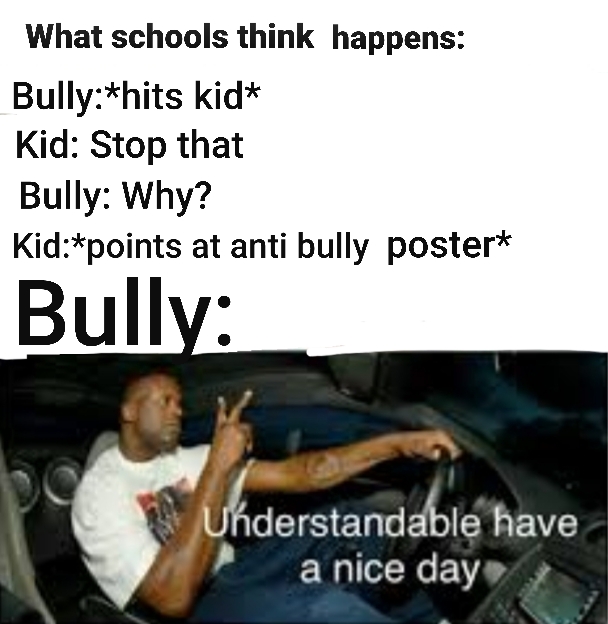 What schools think happens:
Bully:*hits kid*
Kid: Stop that
Bully: Why?
Kid:*points at anti bully poster*
Bully:
Understandable have
a nice day